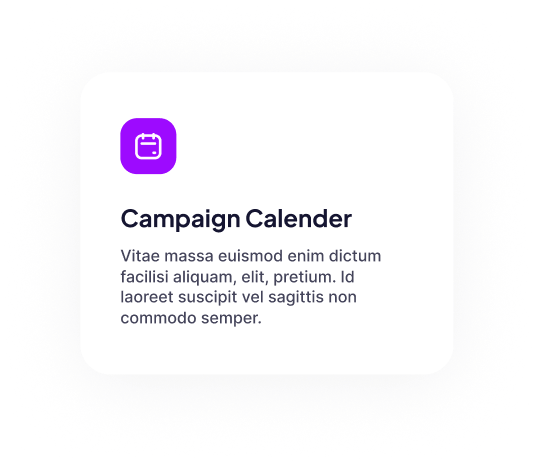 Campaign Calender
Vitae massa euismod enim dictum
facilisi aliquam, elit, pretium. Id
laoreet suscipit vel sagittis non
commodo semper.